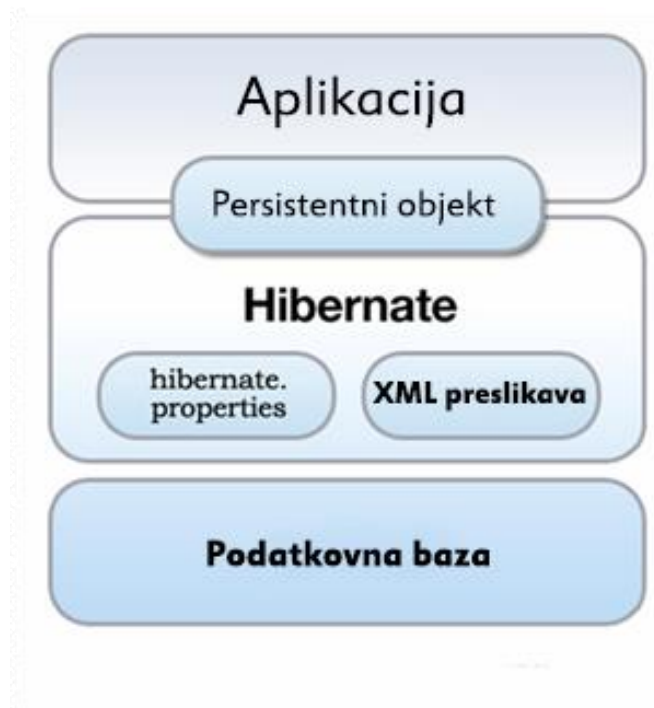 Aplikacija
Persistentni objekt
Hibernate
hibernate.
properties
XML preslikava
Podatkovna baza